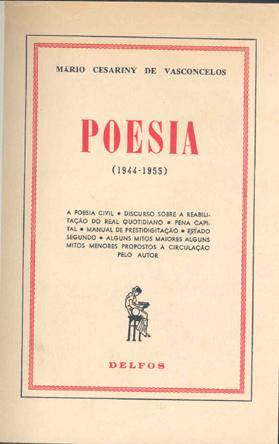 MÁRIO CESARINY DE VASCONCELOS
POESIA
(1944-1955)
A POESIA CIVIL • DISCURSO SOBRE A REABILI-
TAÇÃO DO REAL QUOTIDIANO • PENA CAPI-
TAL • MANUAL DE PRESTIDIGITAÇÃO • ESTADO
SEGUNDO • ALGUNS MITOS MAIORES ALGUNS
MITOS MENORES PROPOSTOS À CIRCULAÇÃO
PELO AUTOR
DELFOS